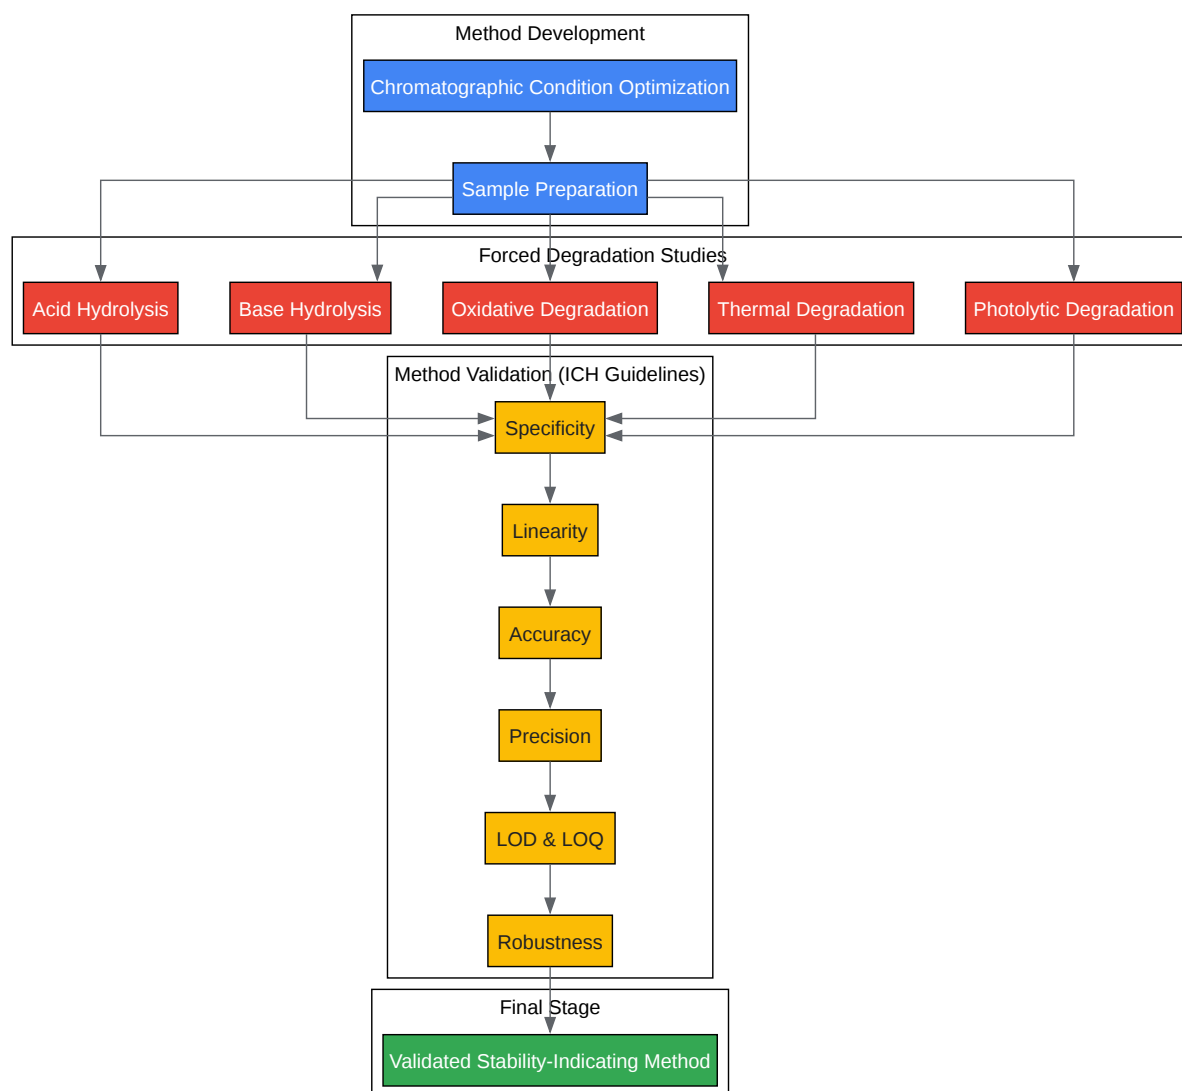 Method Development
Chromatographic Condition Optimization
Sample Preparation
Forced Degradation Studies
Acid Hydrolysis
Base Hydrolysis
Oxidative Degradation
Thermal Degradation
Photolytic Degradation
Method Validation (ICH Guidelines)
Specificity
Linearity
Accuracy
Precision
LOD & LOQ
Robustness
Final Stage
Validated Stability-Indicating Method